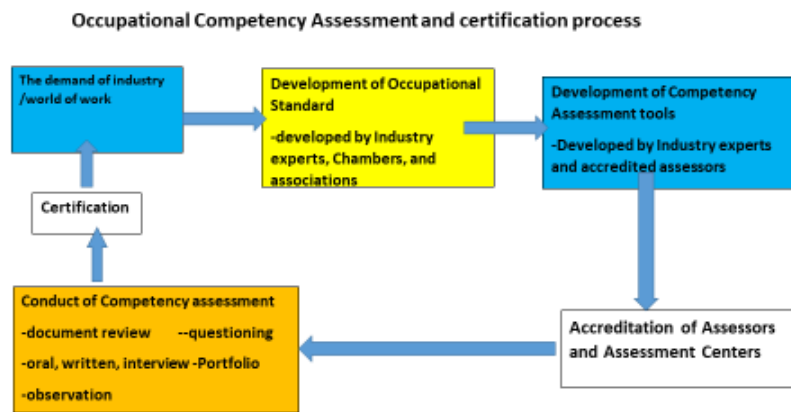 Occupational Competency Assessment and certification process
The demand of industry
/world of work
Development of Occupational
Standard
-developed by Industry
experts, Chambers, and
associations
Development of Competency
Assessment tools
-Developed by Industry experts
and accredited assessors
Certification
Conduct of Competency assessment
-document review --questioning
-oral, written, interview -Portfolio
-observation
Accreditation of Assessors
and Assessment Centers